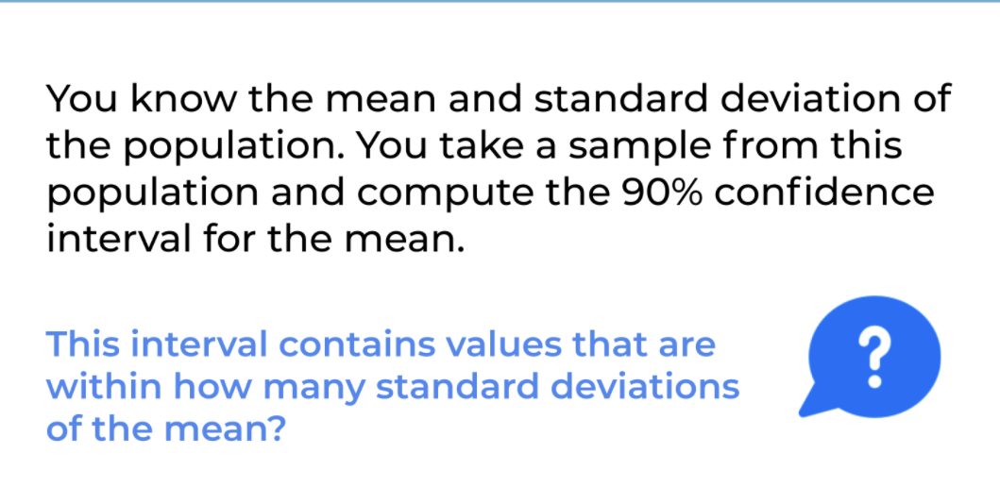 You know the mean and standard deviation of
the population. You take a sample from this
population and compute the 90% confidence
interval for the mean.
This interval contains values that are
within how many standard deviations
of the mean?
?